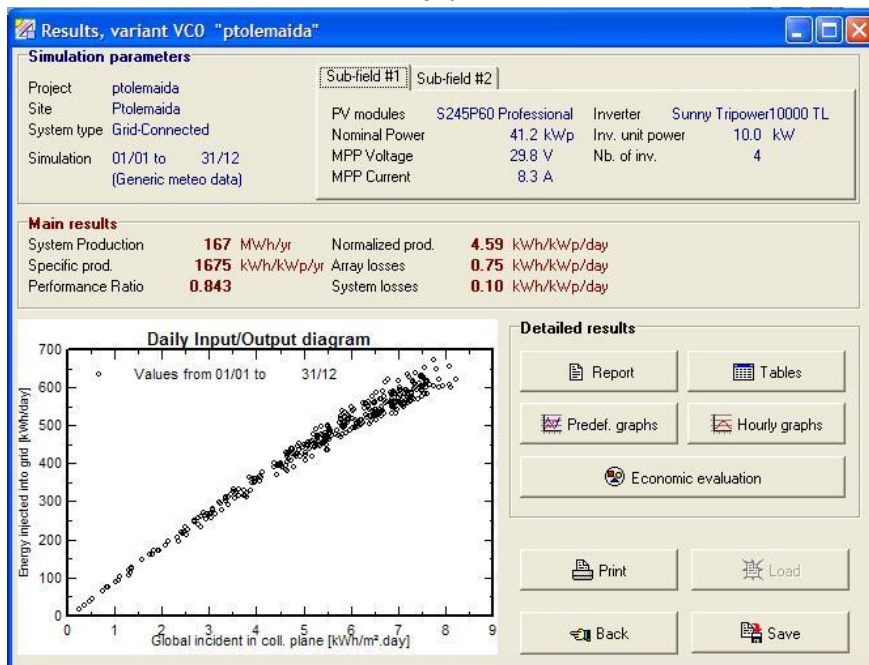 Results, variant VC0 "ptolemaida"
Simulation parameters
Project ptolemaida
Site Ptolemaida
System type Grid-Connected
Simulation 01/01 to 31/12
(Generic meteo data)
Sub-field #1 Sub-field #2
PV modules S245P60 Professional Inverter Sunny Tripower10000 TL
Nominal Power 41.2 kWp Inv. unit power 10.0 kW
MPP Voltage 29.8 V Nb. of inv. 4
MPP Current 8.3 A
Main results
System Production 167 MWh/yr Normalized prod. 4.59 kWh/kWp/day
Specific prod. 1675 kWh/kWp/yr Array losses 0.75 kWh/kWp/day
Performance Ratio 0.843 System losses 0.10 kWh/kWp/day
Daily Input/Output diagram
Values from 01/01 to 31/12
Energy injected into grid [kWh/day]
700
600
500
400
300
200
100
0
0 1 2 3 4 5 6 7 8 9
Global incident in coll. plane [kWh/m².day]
Detailed results
Report Tables
Predef. graphs Hourly graphs
Economic evaluation
Print Load
Back Save